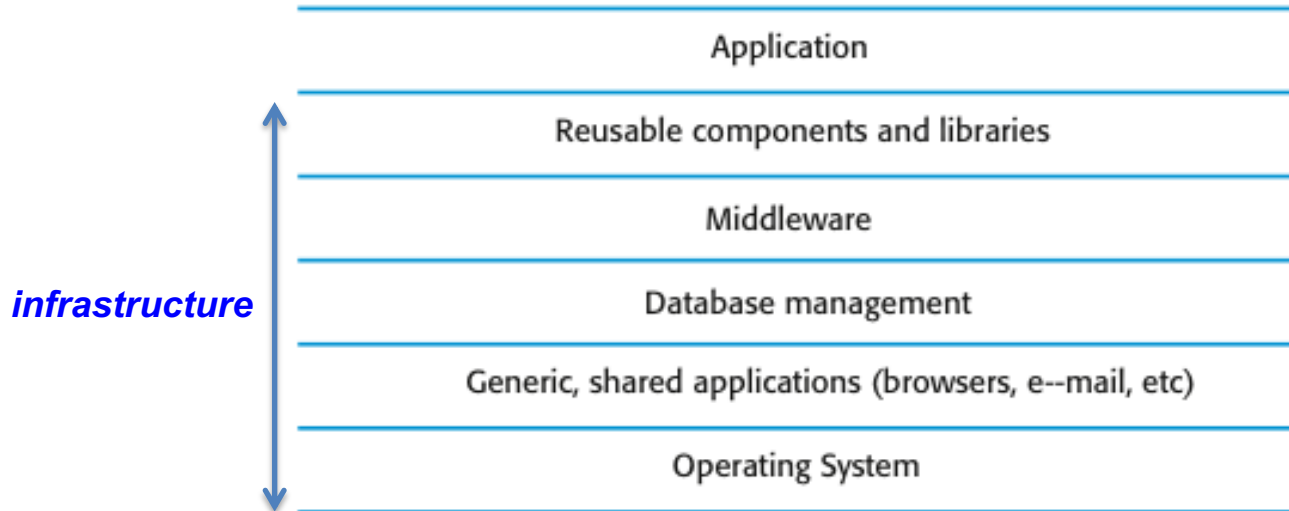 Application
Reusable components and libraries
Middleware
infrastructure
Database management
Generic, shared applications (browsers, e--mail, etc)
Operating System